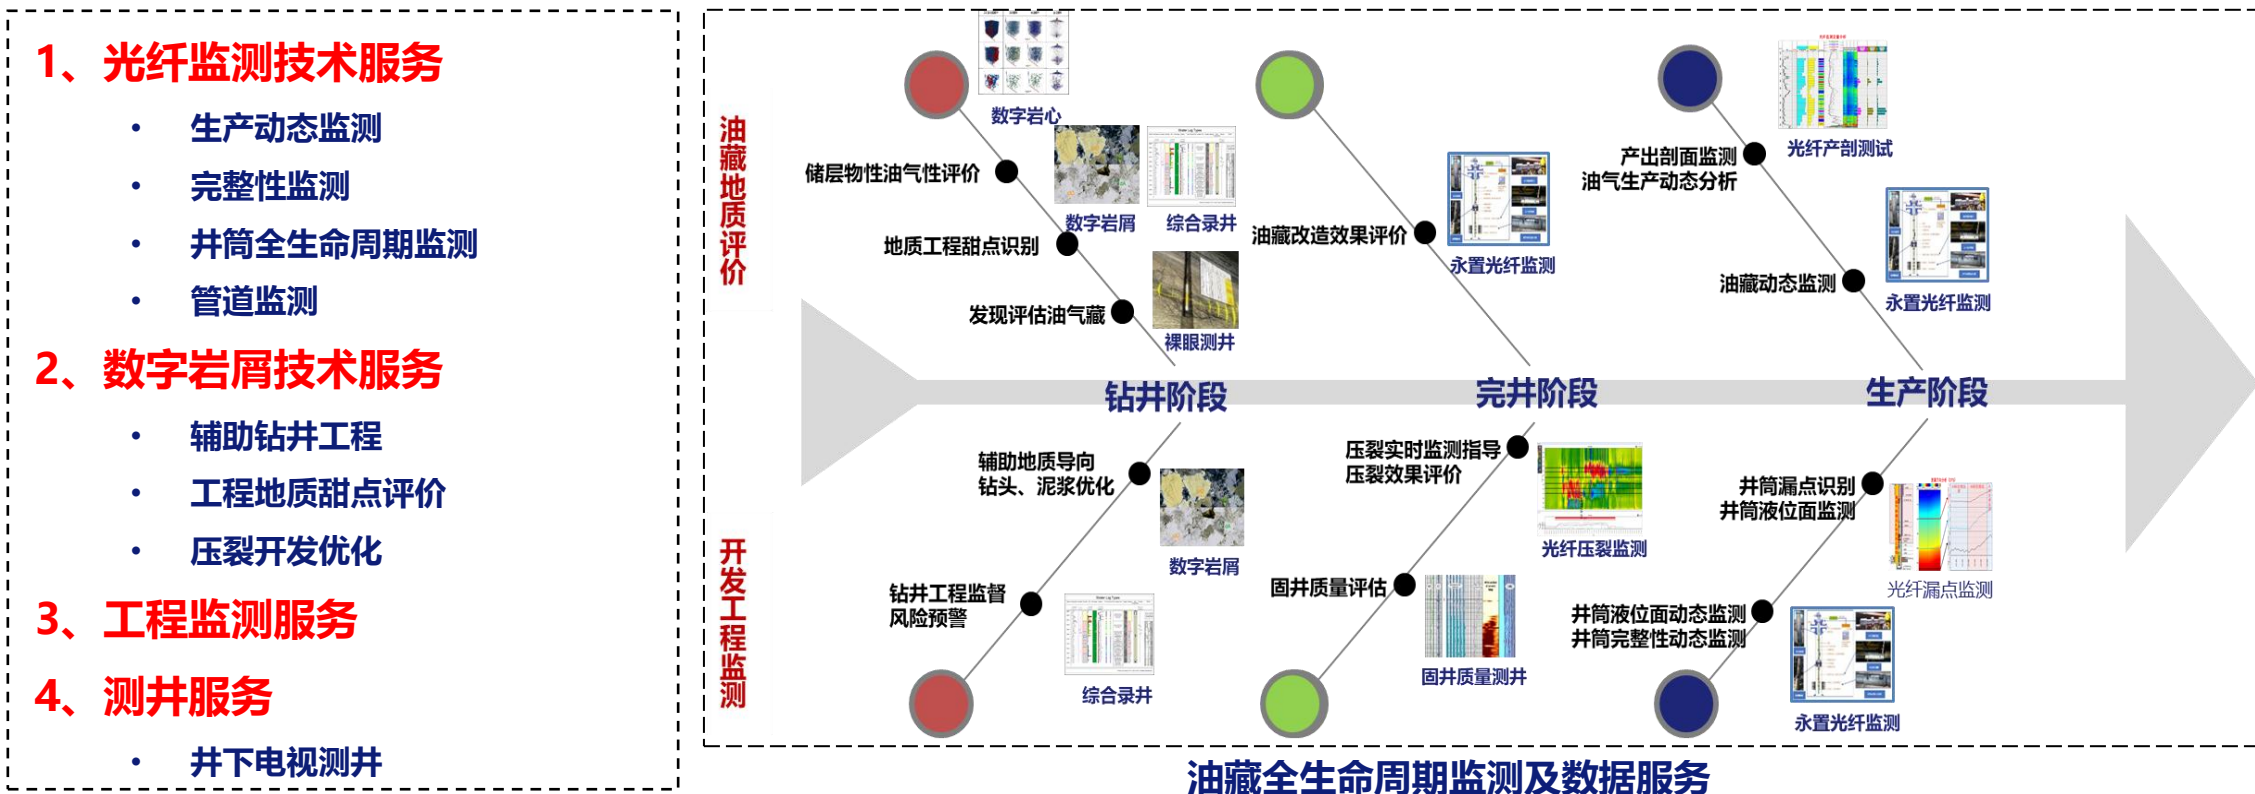 1、光纤监测技术服务
• 生产动态监测
• 完整性监测
• 井筒全生命周期监测
• 管道监测
2、数字岩屑技术服务
• 辅助钻井工程
• 工程地质甜点评价
• 压裂开发优化
3、工程监测服务
4、测井服务
• 井下电视测井
油藏地质评价
数字岩心
储层物性油气性评价
数字岩屑
综合录井
地质工程甜点识别
发现评估油气藏
裸眼测井
油藏改造效果评价
永置光纤监测
产出剖面监测
油气生产动态分析
光纤产剖测试
油藏动态监测
永置光纤监测
钻井阶段
完井阶段
生产阶段
开发工程监测
辅助地质导向
钻头、泥浆优化
数字岩屑
钻井工程监督
风险预警
综合录井
压裂实时监测指导
压裂效果评价
光纤压裂监测
固井质量评估
固井质量测井
井筒漏点识别
井筒液位面监测
光纤漏点监测
井筒液位面动态监测
井筒完整性动态监测
永置光纤监测
油藏全生命周期监测及数据服务